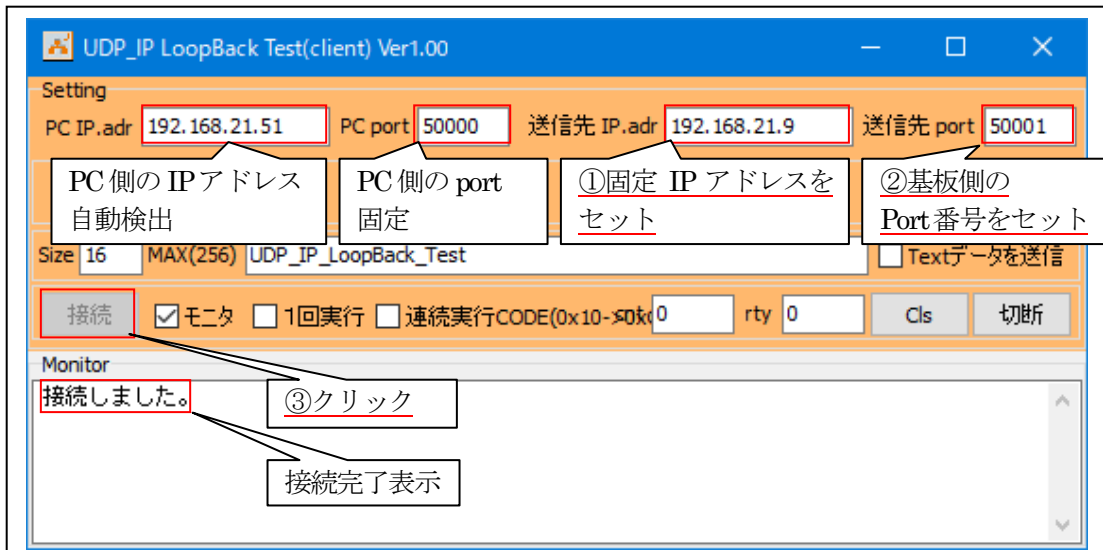 UDP_IP LoopBack Test(client) Ver1.00
Setting
PC IP.adr 192.168.21.51 PC port 50000 送信先 IP.adr 192.168.21.9 送信先 port 50001
PC側のIPアドレス
自動検出
PC側のport
固定
①固定 IP アドレスを
セット
②基板側の
Port番号をセット
Size 16 MAX(256) UDP_IP_LoopBack_Test Textデータを送信
接続 モニタ 1回実行 連続実行CODE(0x10- 0 rty 0 Cls 切断
Monitor
接続しました。
③クリック
接続完了表示